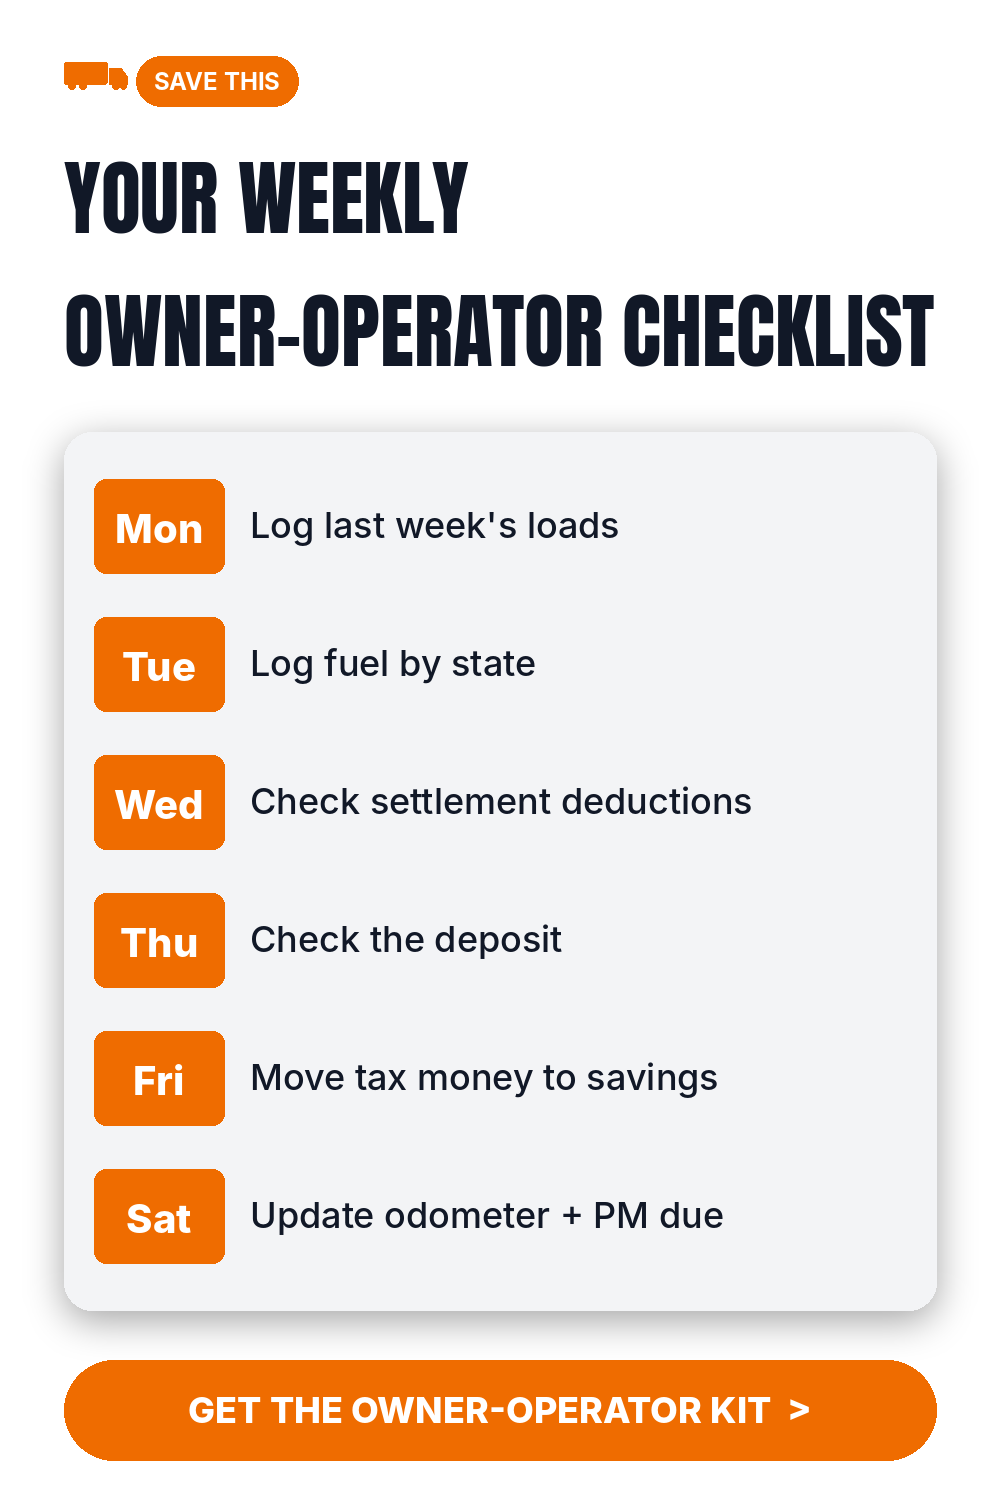 SAVE THIS
YOUR WEEKLY
OWNER-OPERATOR CHECKLIST
Mon Log last week's loads
Tue Log fuel by state
Wed Check settlement deductions
Thu Check the deposit
Fri Move tax money to savings
Sat Update odometer + PM due
GET THE OWNER-OPERATOR KIT >